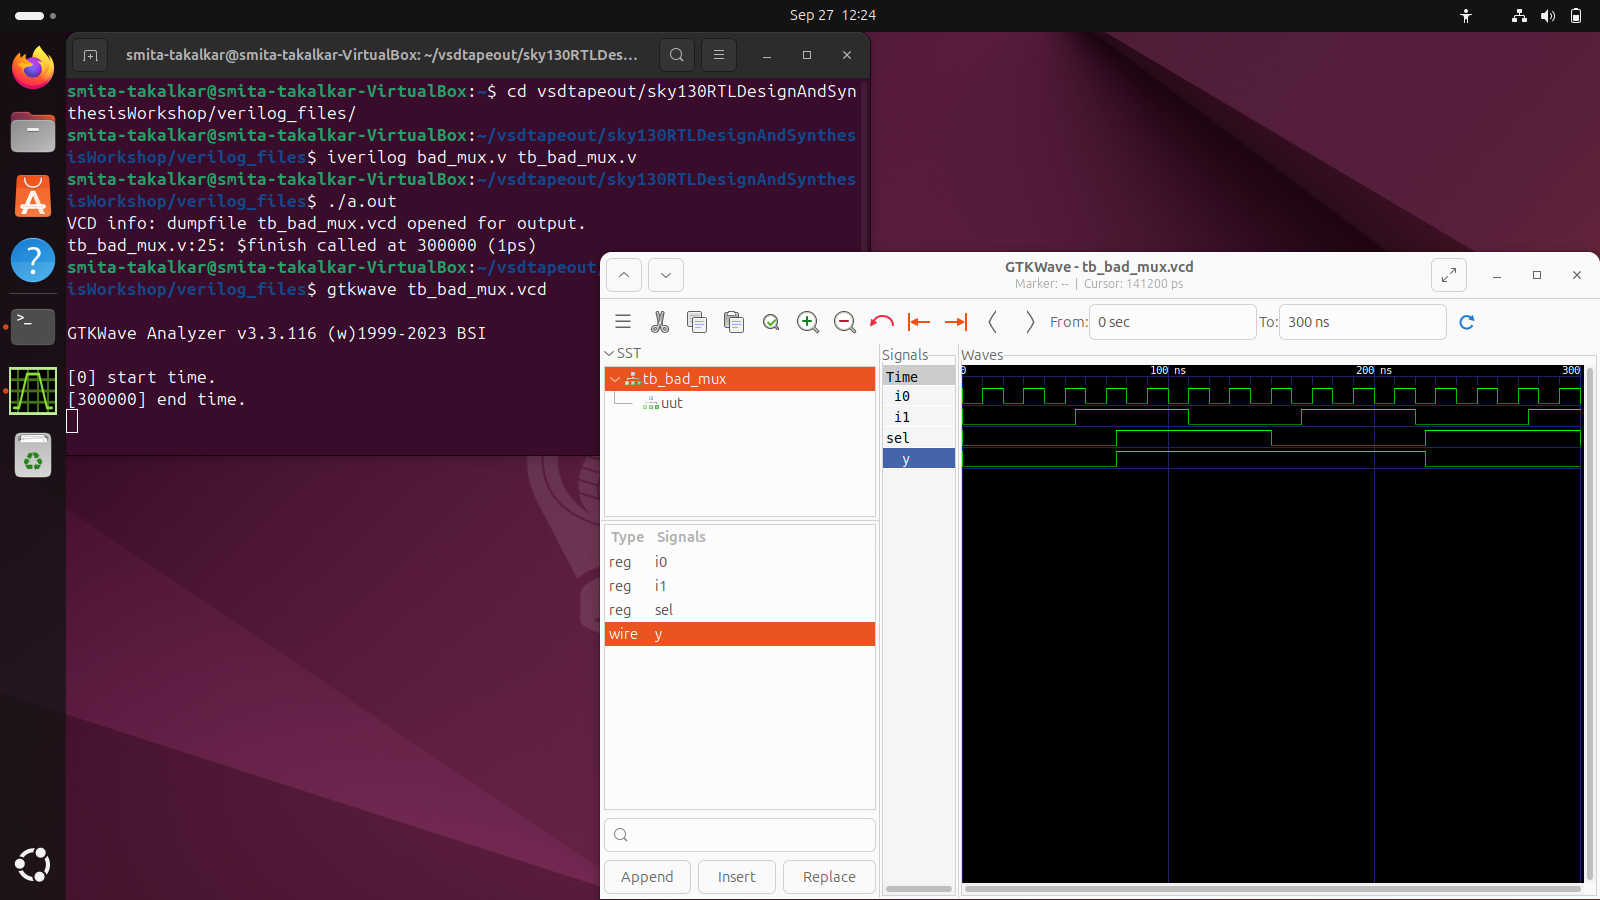 Sep 27 12:24
smita-takalkar@smita-takalkar-VirtualBox: ~/vsdtapeout/sky130RTLDes...
smita-takalkar@smita-takalkar-VirtualBox:~$ cd vsdtapeout/sky130RTLDesignAndSyn
thesisWorkshop/verilog_files/
smita-takalkar@smita-takalkar-VirtualBox:~/vsdtapeout/sky130RTLDesignAndSynthes
isWorkshop/verilog_files$ iverilog bad_mux.v tb_bad_mux.v
smita-takalkar@smita-takalkar-VirtualBox:~/vsdtapeout/sky130RTLDesignAndSynthes
isWorkshop/verilog_files$ ./a.out
VCD info: dumpfile tb_bad_mux.vcd opened for output.
tb_bad_mux.v:25: $finish called at 300000 (1ps)
smita-takalkar@smita-takalkar-VirtualBox:~/vsdtapeout
isWorkshop/verilog_files$ gtkwave tb_bad_mux.vcd
GTKWave Analyzer v3.3.116 (w)1999-2023 BSI
[0] start time.
[300000] end time.
GTKWave - tb_bad_mux.vcd
Marker: -- | Cursor: 141200 ps
From: 0 sec To: 300 ns
SST
tb_bad_mux
uut
Type Signals
reg i0
reg i1
reg sel
wire y
Append Insert Replace
Signals
Time
i0
i1
sel
y
Waves
0 100 ns 200 ns 300